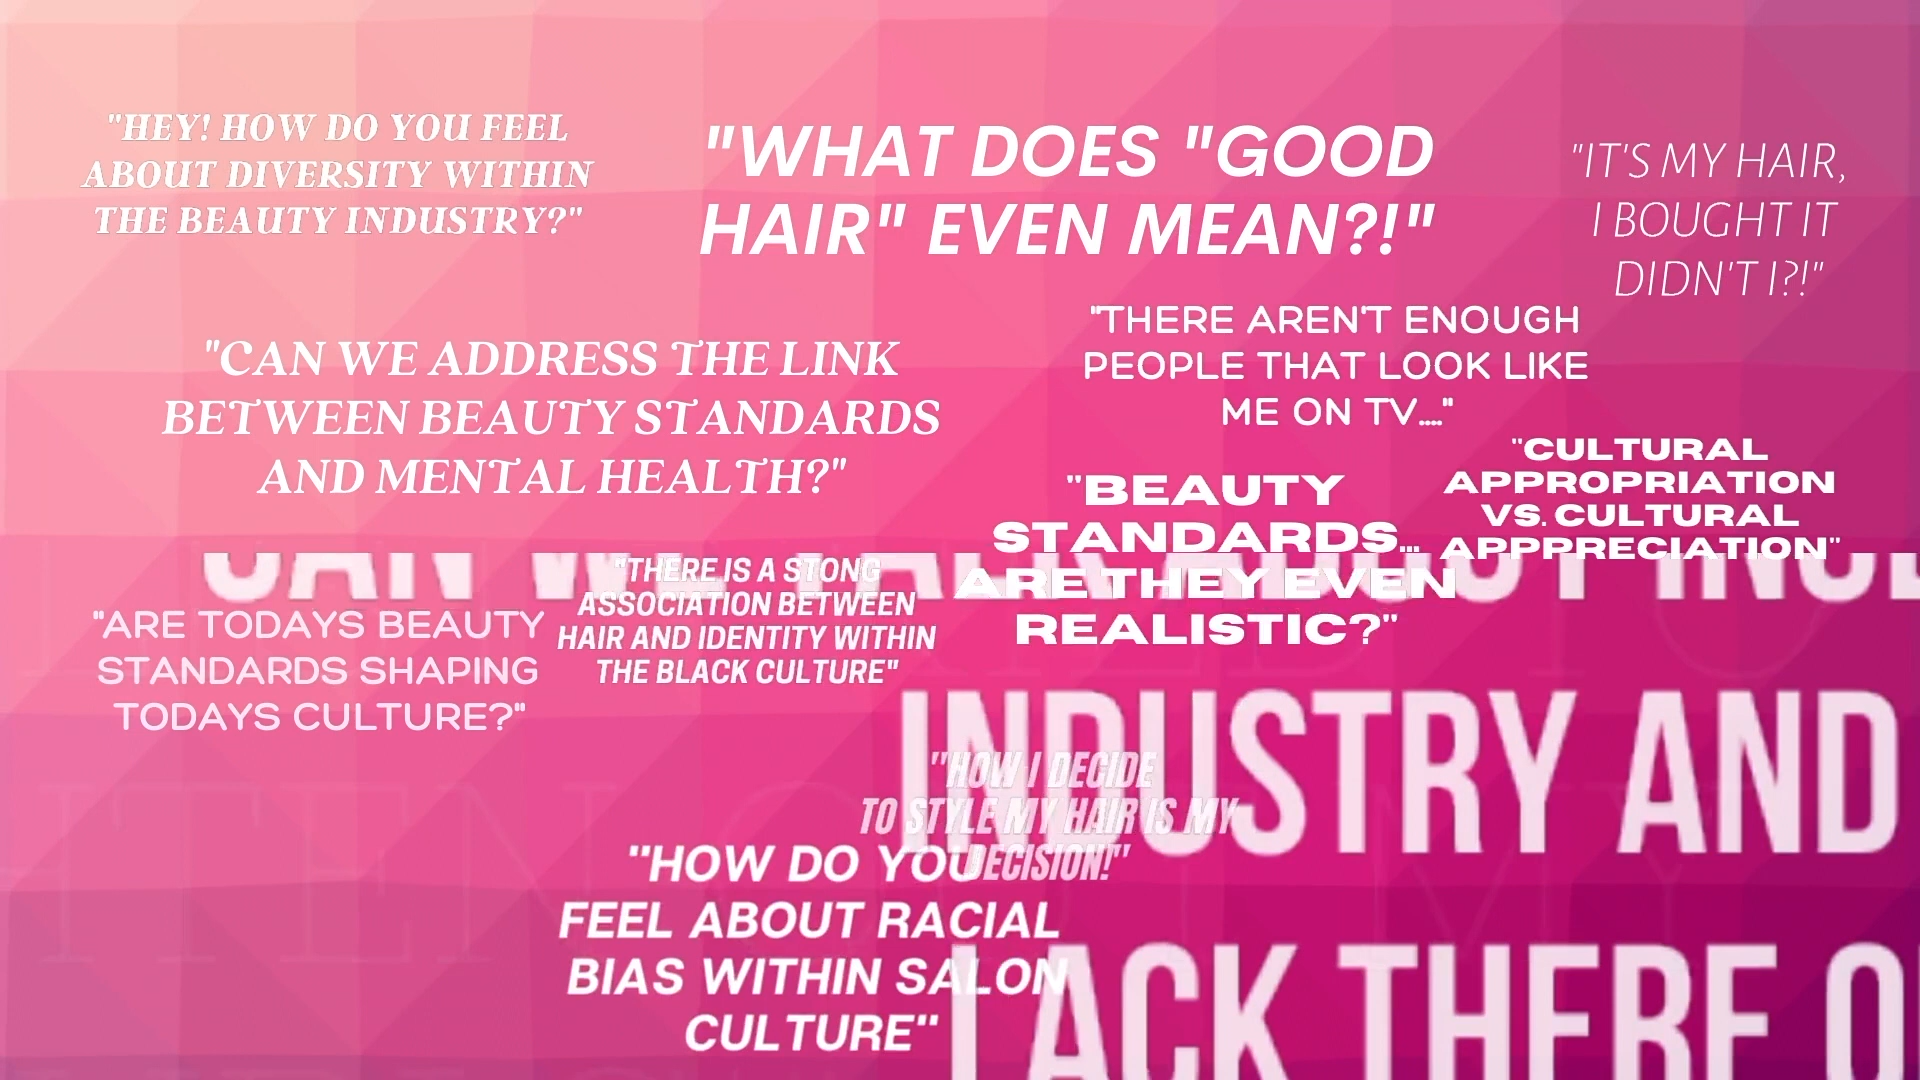 "HEY! HOW DO YOU FEEL
ABOUT DIVERSITY WITHIN
THE BEAUTY INDUSTRY?"
"WHAT DOES "GOOD
HAIR" EVEN MEAN?!"
"IT'S MY HAIR,
I BOUGHT IT
DIDN'T I?!"
"THERE AREN'T ENOUGH
PEOPLE THAT LOOK LIKE
ME ON TV...."
"CAN WE ADDRESS THE LINK
BETWEEN BEAUTY STANDARDS
AND MENTAL HEALTH?"
"CULTURAL
APPROPRIATION
VS. CULTURAL
APPPRECIATION"
"BEAUTY
STANDARDS...
ARE THEY EVEN
REALISTIC?"
"THERE IS A STONG
ASSOCIATION BETWEEN
HAIR AND IDENTITY WITHIN
THE BLACK CULTURE"
"ARE TODAYS BEAUTY
STANDARDS SHAPING
TODAYS CULTURE?"
INDUSTRY AND
"HOW I DECIDE
TO STYLE MY HAIR IS MY
DECISION!"
"HOW DO YOU
FEEL ABOUT RACIAL
BIAS WITHIN SALON
CULTURE"
LACK THERE